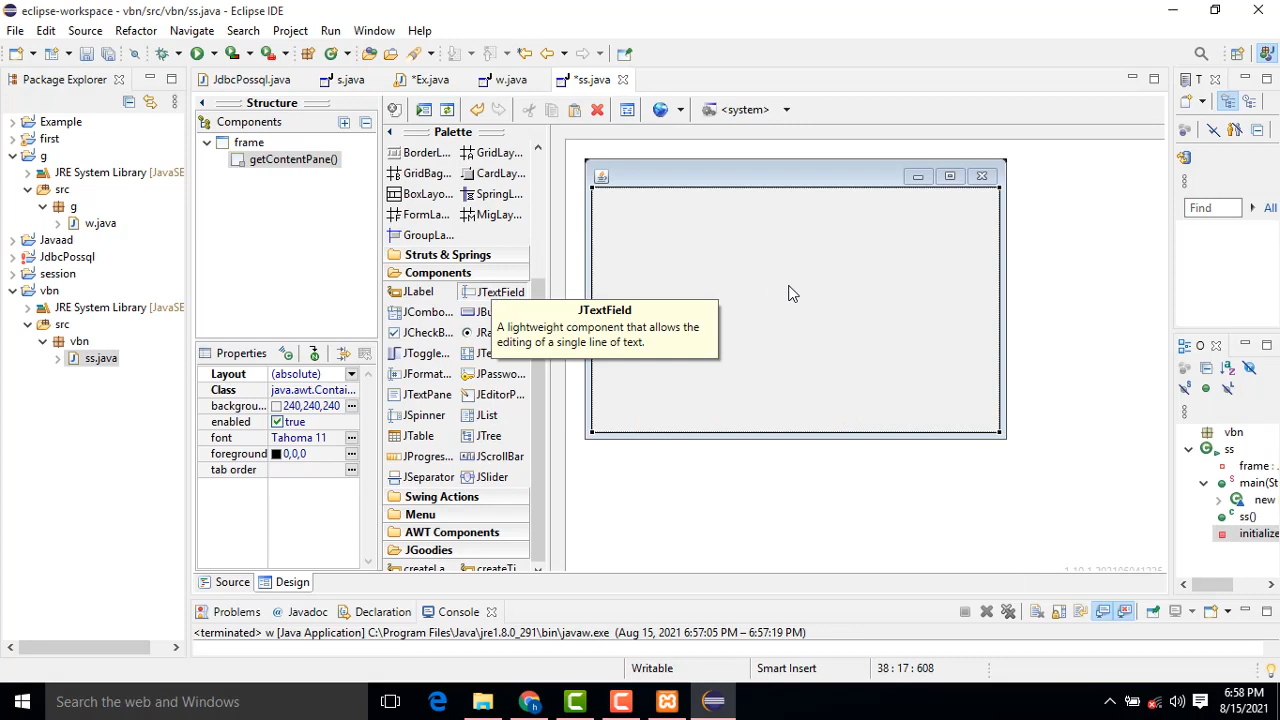 eclipse-workspace - vbn/src/vbn/ss.java - Eclipse IDE
File Edit Source Refactor Navigate Search Project Run Window Help
Package Explorer
JdbcPossql.java
s.java
*Ex.java
w.java
*ss.java
T
Structure
<system>
Components
Palette
Example
first
g
JRE System Library [JavaSE
src
g
w.java
Javaad
JdbcPossql
session
vbn
JRE System Library [JavaSE
src
vbn
ss.java
frame
getContentPane()
BorderL...
GridLay...
GridBag...
CardLay...
BoxLayo...
SpringL...
FormLa...
MigLay...
GroupLa...
Struts & Springs
Components
JLabel
JTextField
JCombo...
JBu
JCheckB...
JRa
JToggle...
JTe
JFormat...
JPasswo...
JTextPane
JEditorP...
JSpinner
JList
JTable
JTree
JProgres...
JScrollBar
JSeparator
JSlider
Swing Actions
Menu
AWT Components
JGoodies
createLa...
createTi...
JTextField
A lightweight component that allows the
editing of a single line of text.
Properties
Layout (absolute)
Class java.awt.Contai...
backgrou... 240,240,240
enabled true
font Tahoma 11
foreground 0,0,0
tab order
Find
All
O
vbn
ss
frame :
main(St
new
ss()
initialize
Source
Design
Problems
@ Javadoc
Declaration
Console
<terminated> w [Java Application] C:\Program Files\Java\jre1.8.0_291\bin\javaw.exe (Aug 15, 2021 6:57:05 PM – 6:57:19 PM)
Writable
Smart Insert
38 : 17 : 608
Search the web and Windows
6:58 PM
8/15/2021